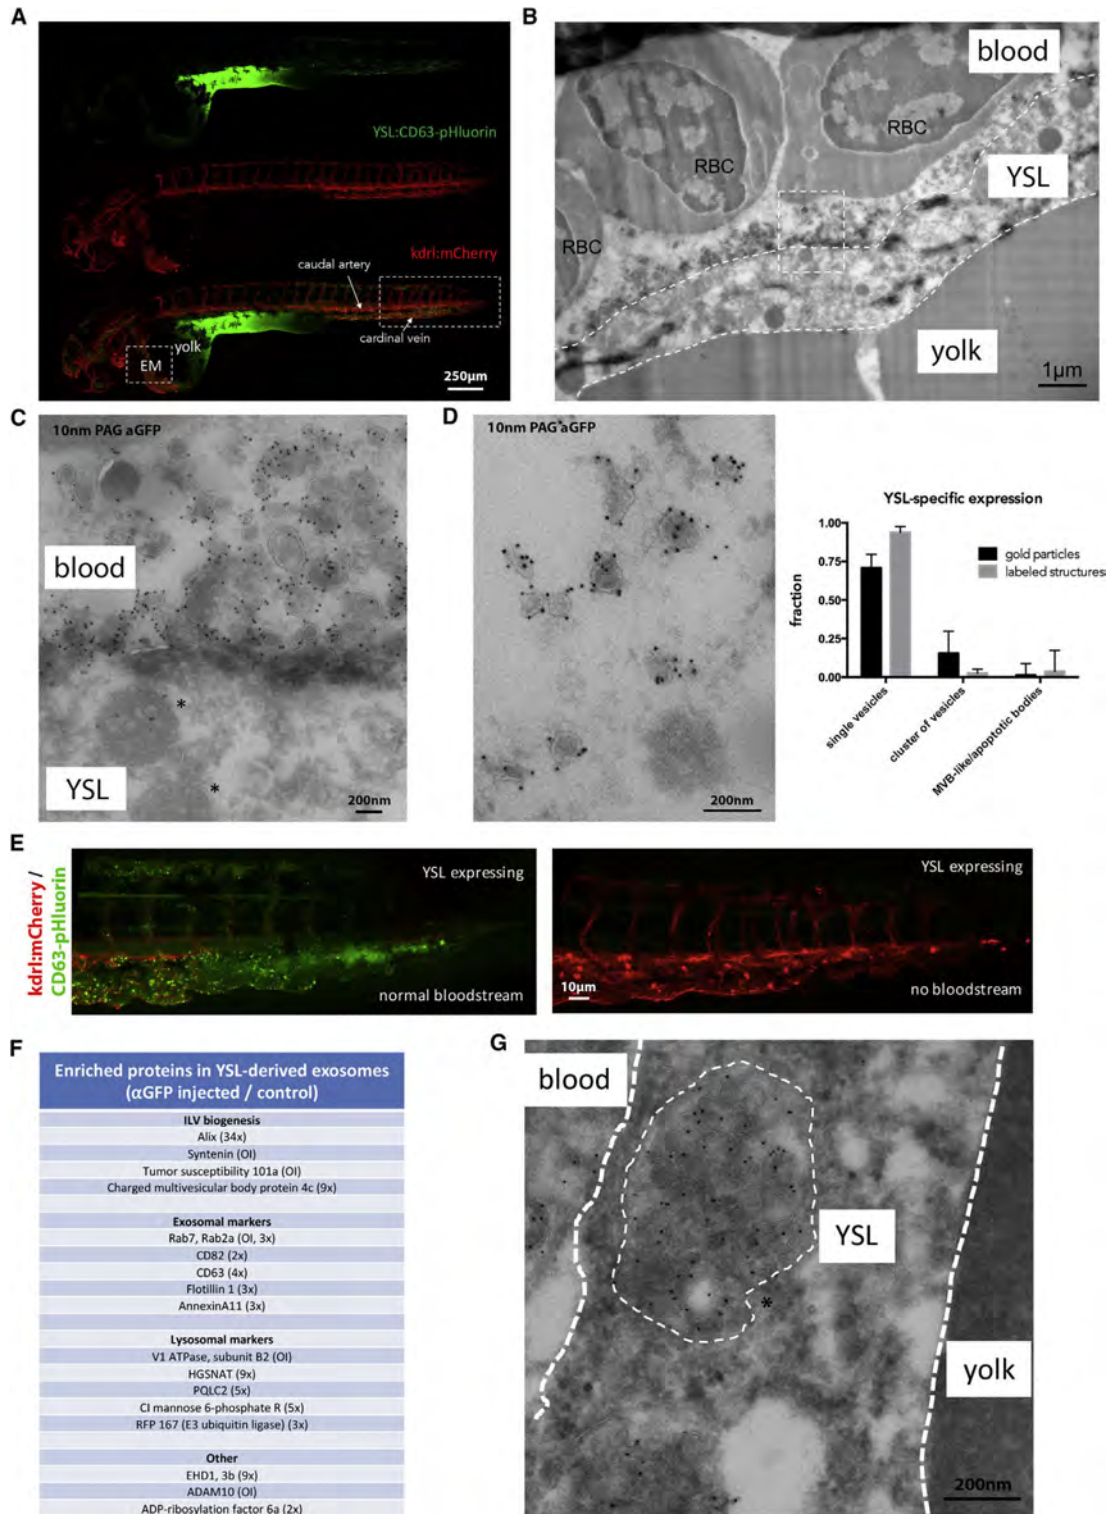 A
YSL:CD63-pHluorin
kdrl:mCherry
caudal artery
cardinal vein
yolk
EM
250µm
B
blood
RBC
RBC
YSL
RBC
yolk
1µm
C
10nm PAG aGFP
blood
*
YSL
*
200nm
D
10nm PAG aGFP
200nm
YSL-specific expression
1.00
0.75
0.50
0.25
0.00
fraction
gold particles
labeled structures
single vesicles
cluster of vesicles
MVB-like/apoptotic bodies
E
kdrl:mCherry /
CD63-pHluorin
YSL expressing
normal bloodstream
YSL expressing
10µm
no bloodstream
F
Enriched proteins in YSL-derived exosomes
(αGFP injected / control)
ILV biogenesis
Alix (34x)
Syntenin (OI)
Tumor susceptibility 101a (OI)
Charged multivesicular body protein 4c (9x)
Exosomal markers
Rab7, Rab2a (OI, 3x)
CD82 (2x)
CD63 (4x)
Flotillin 1 (3x)
AnnexinA11 (3x)
Lysosomal markers
V1 ATPase, subunit B2 (OI)
HGSNAT (9x)
PQLC2 (5x)
CI mannose 6-phosphate R (5x)
RFP 167 (E3 ubiquitin ligase) (3x)
Other
EHD1, 3b (9x)
ADAM10 (OI)
ADP-ribosylation factor 6a (2x)
G
blood
YSL
*
yolk
200nm